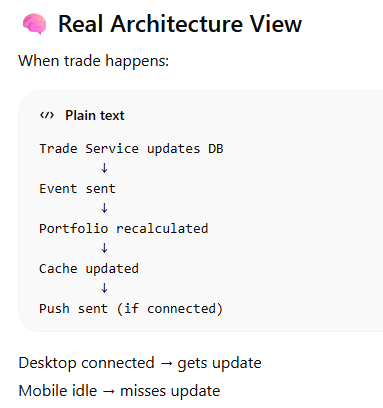 🧠 Real Architecture View
When trade happens:
</> Plain text
Trade Service updates DB
↓
Event sent
↓
Portfolio recalculated
↓
Cache updated
↓
Push sent (if connected)
Desktop connected → gets update
Mobile idle → misses update